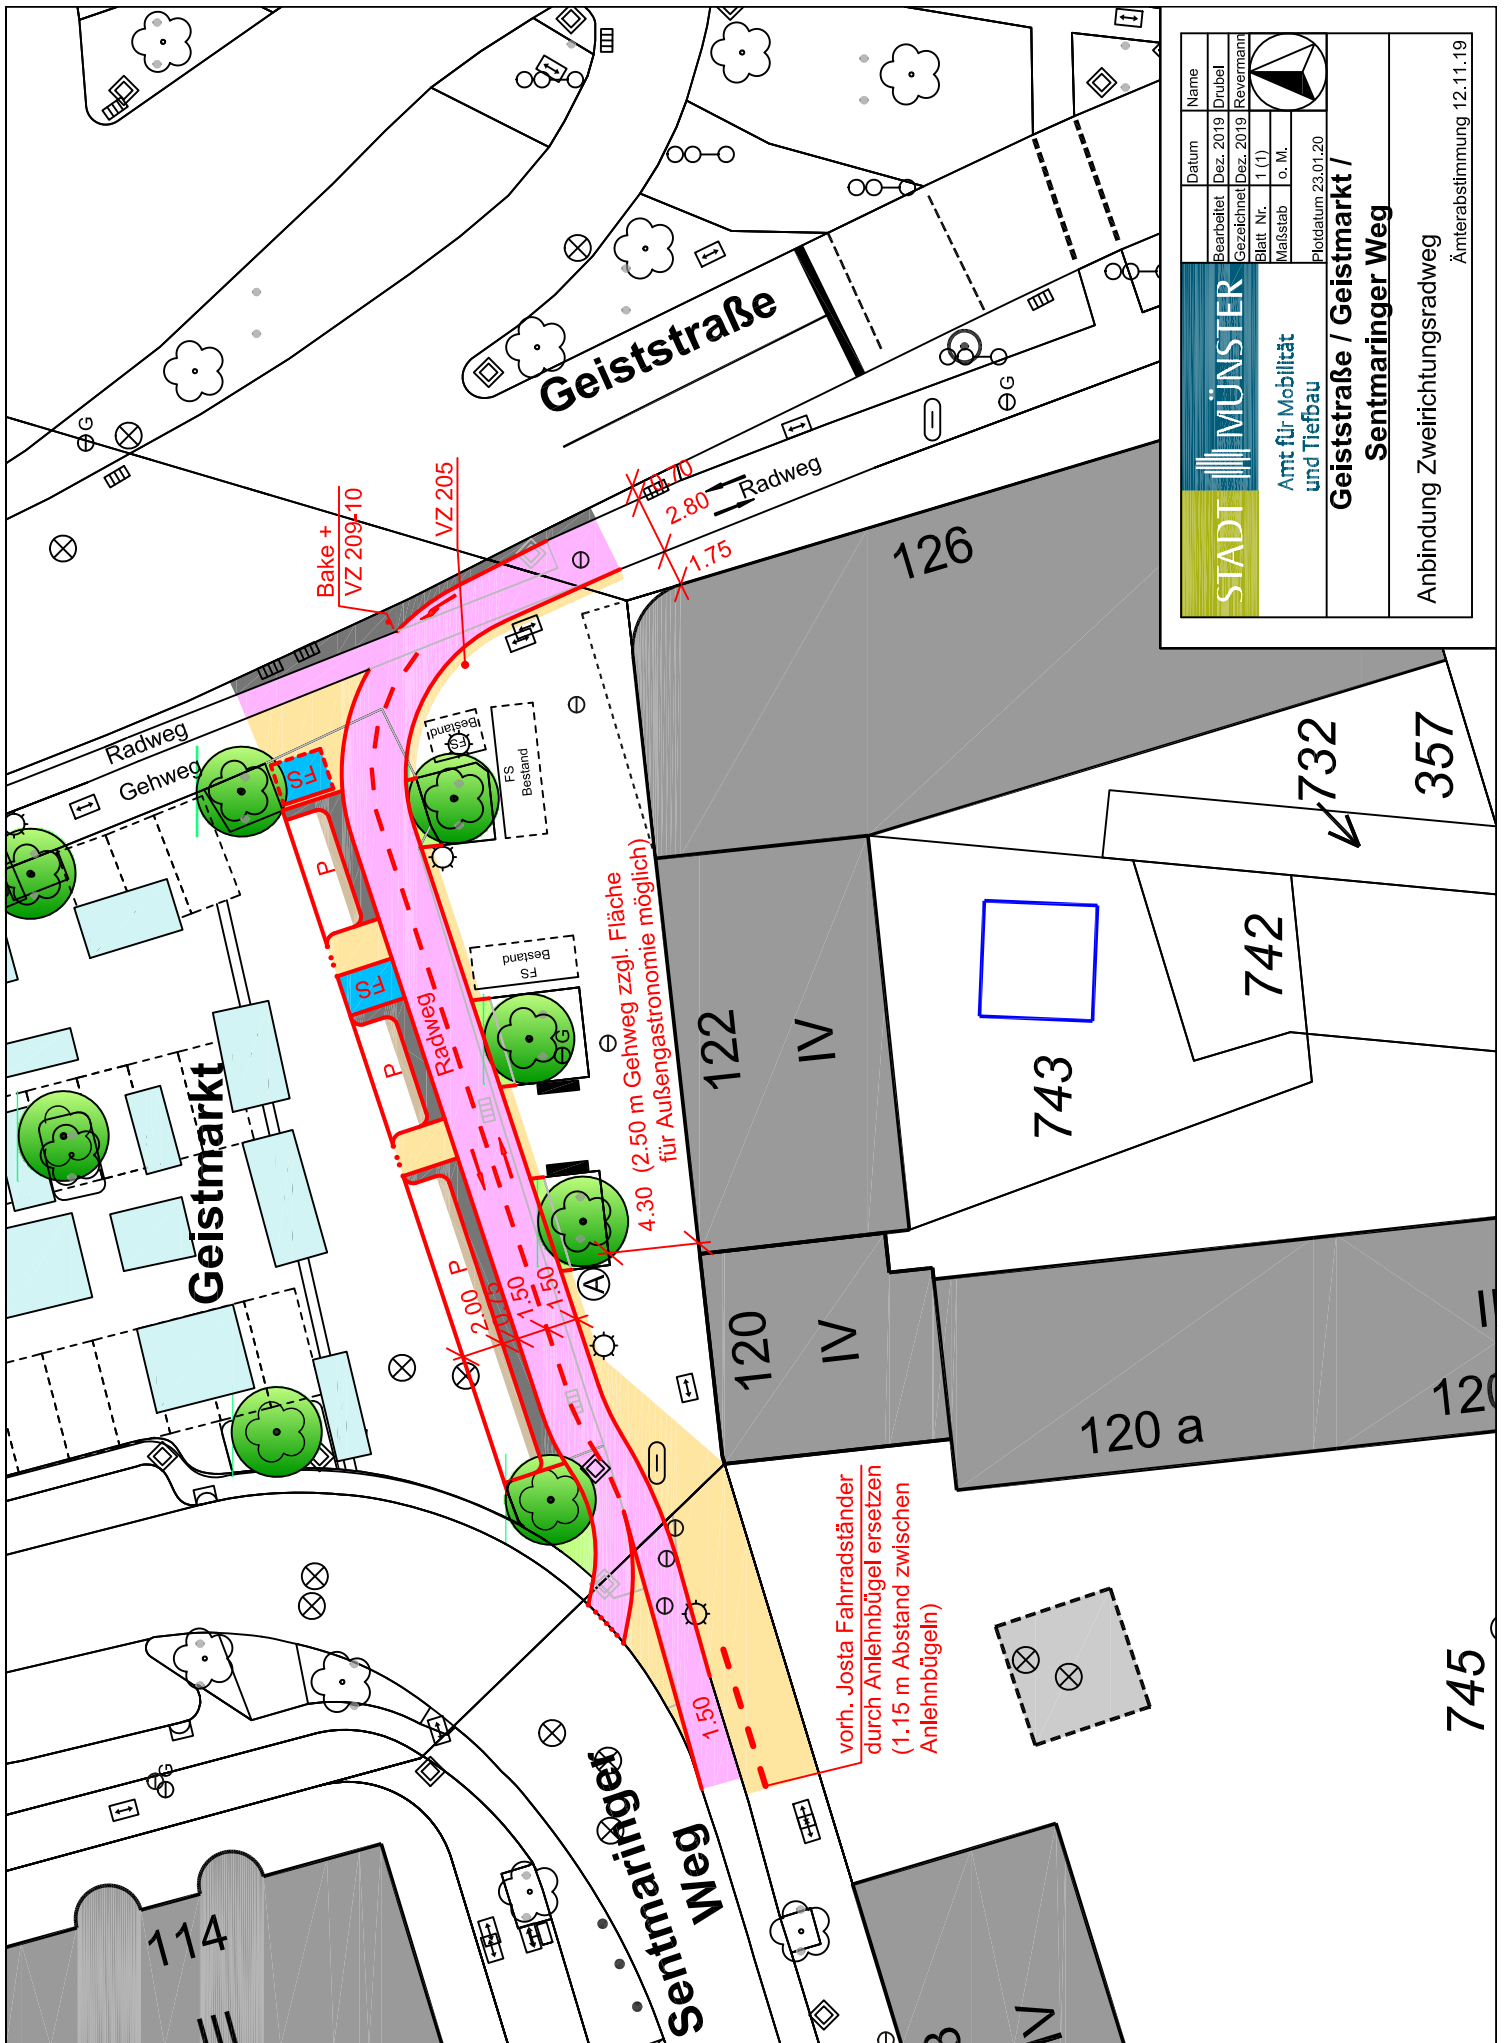 Geiststraße
Bake +
VZ 209-10
VZ 205
0.70
2.80
1.75
Radweg
126
Radweg
Gehweg
FS
FS
Bestand
FS
Bestand
FS
Bestand
P
FS
P
P
Radweg
Geistmarkt
G
G
G
G
4.30 (2.50 m Gehweg zzgl. Fläche
für Außengastronomie möglich)
2.00
1.50
1.50
A
122
IV
120
IV
120 a
120
743
742
732
357
745
1.50
vorh. Josta Fahrradständer
durch Anlehnbügel ersetzen
(1.15 m Abstand zwischen
Anlehnbügeln)
Sentmaringer
Weg
114
III
IV
STADT MÜNSTER
Amt für Mobilität
und Tiefbau
Datum Name
Bearbeitet Dez. 2019 Drubel
Gezeichnet Dez. 2019 Revermann
Blatt Nr. 1 (1)
Maßstab o. M.
Plotdatum 23.01.20
Geiststraße / Geistmarkt /
Sentmaringer Weg
Anbindung Zweirichtungsradweg
Ämterabstimmung 12.11.19